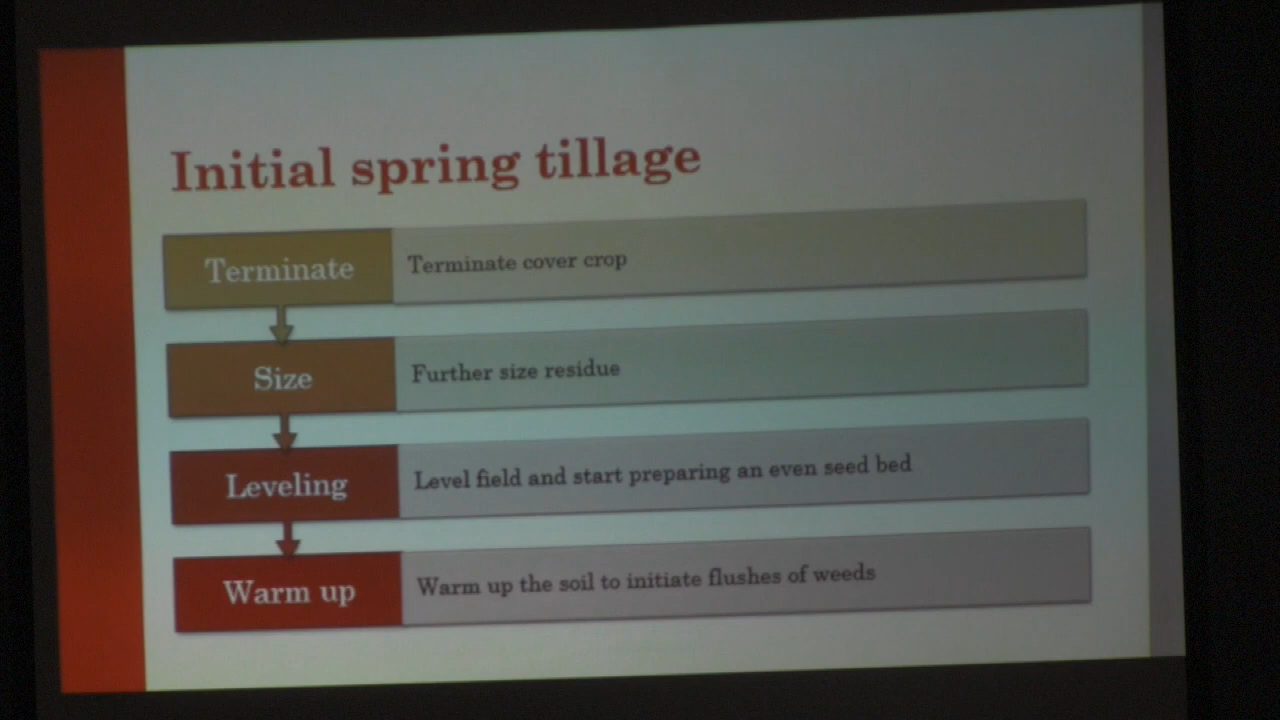 Initial spring tillage
Terminate
Terminate cover crop
Size
Further size residue
Leveling
Level field and start preparing an even seed bed
Warm up
Warm up the soil to initiate flushes of weeds